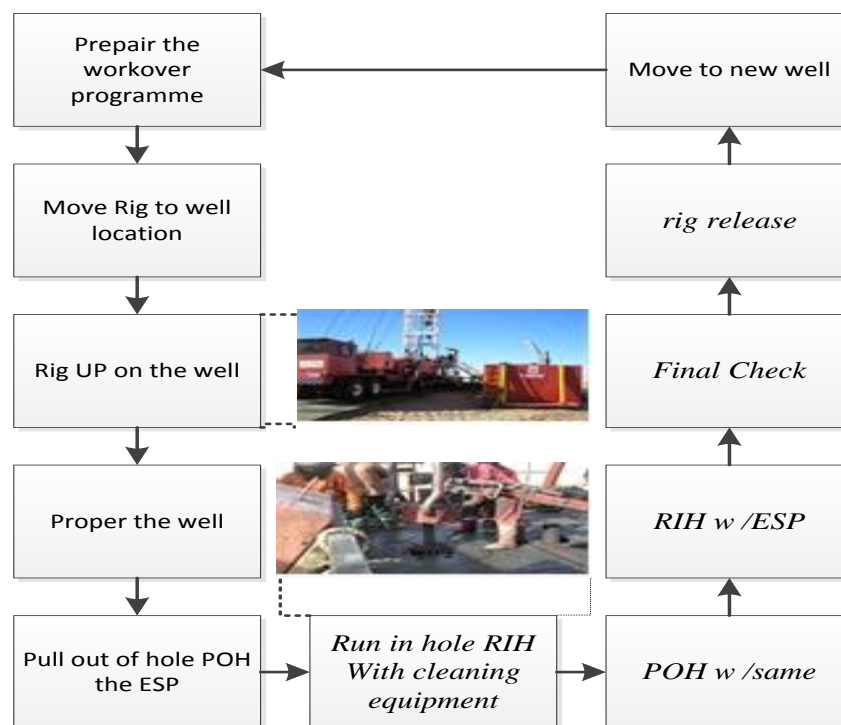 Prepair the
workover
programme
Move Rig to well
location
Rig UP on the well
Proper the well
Pull out of hole POH
the ESP
Run in hole RIH
With cleaning
equipment
POH w /same
RIH w /ESP
Final Check
rig release
Move to new well